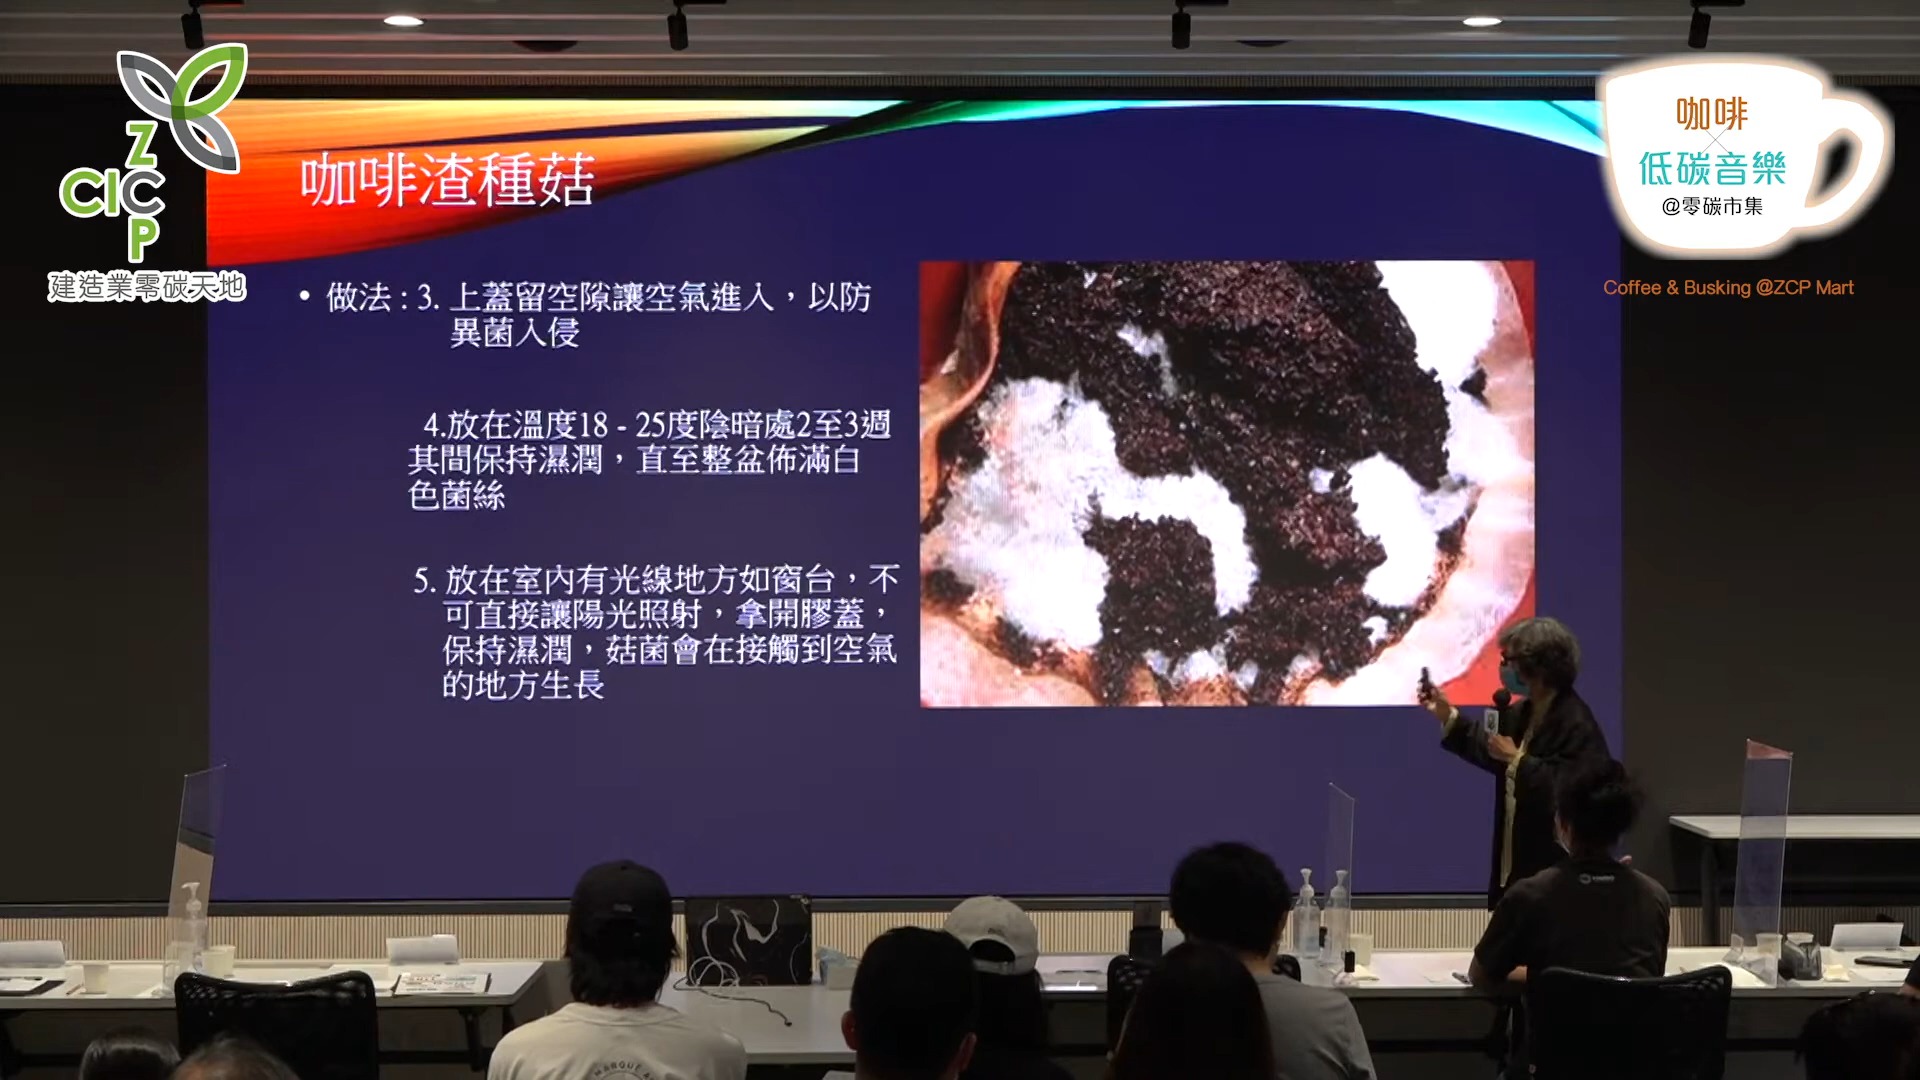 Z
CIC
P
建造業零碳天地
咖啡
低碳音樂
@零碳市集
Coffee & Busking @ZCP Mart
咖啡渣種菇
• 做法 : 3. 上蓋留空隙讓空氣進入，以防
異菌入侵
4.放在溫度18 - 25度陰暗處2至3週
其間保持濕潤，直至整盆佈滿白
色菌絲
5. 放在室內有光線地方如窗台，不
可直接讓陽光照射，拿開膠蓋，
保持濕潤，菇菌會在接觸到空氣
的地方生長